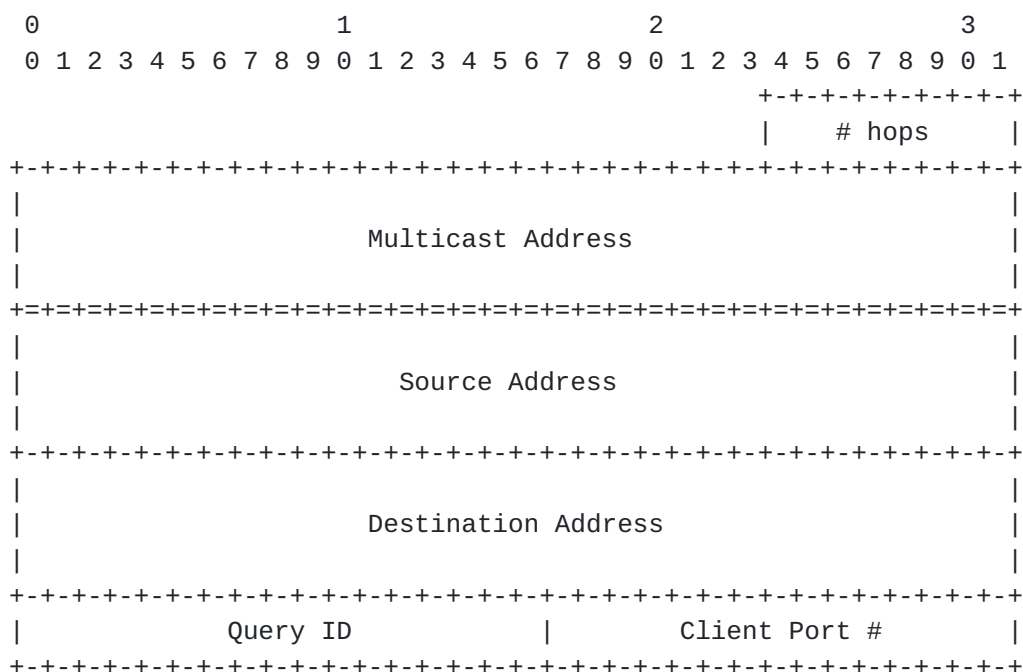 0                   1                   2                   3
 0 1 2 3 4 5 6 7 8 9 0 1 2 3 4 5 6 7 8 9 0 1 2 3 4 5 6 7 8 9 0 1
                                                +-+-+-+-+-+-+-+-+
                                                |    # hops     |
+-+-+-+-+-+-+-+-+-+-+-+-+-+-+-+-+-+-+-+-+-+-+-+-+-+-+-+-+-+-+-+-+
|                                                               |
|                      Multicast Address                        |
|                                                               |
+=+=+=+=+=+=+=+=+=+=+=+=+=+=+=+=+=+=+=+=+=+=+=+=+=+=+=+=+=+=+=+=+
|                                                               |
|                        Source Address                         |
|                                                               |
+-+-+-+-+-+-+-+-+-+-+-+-+-+-+-+-+-+-+-+-+-+-+-+-+-+-+-+-+-+-+-+-+
|                                                               |
|                      Destination Address                      |
|                                                               |
+-+-+-+-+-+-+-+-+-+-+-+-+-+-+-+-+-+-+-+-+-+-+-+-+-+-+-+-+-+-+-+-+
|             Query ID            |        Client Port #        |
+-+-+-+-+-+-+-+-+-+-+-+-+-+-+-+-+-+-+-+-+-+-+-+-+-+-+-+-+-+-+-+-+